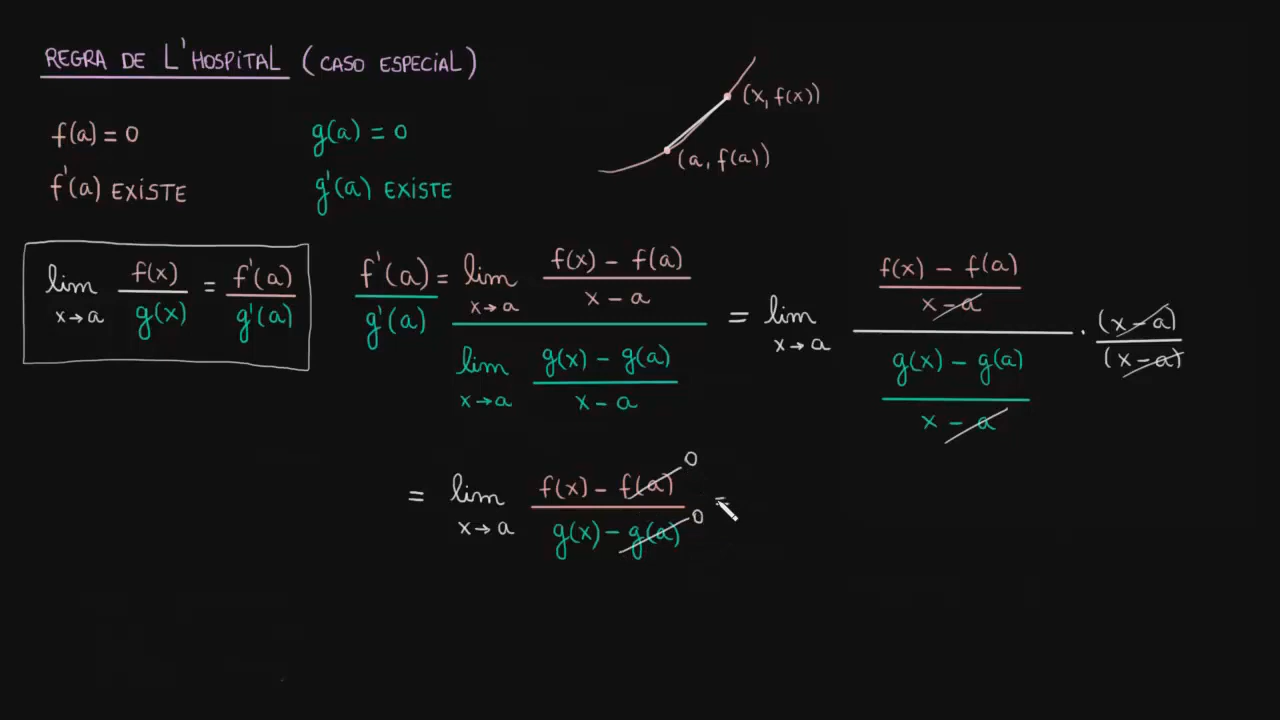 REGRA DE L'HOSPITAL (CASO ESPECIAL)
(x, f(x))
(a, f(a))
f(a) = 0
g(a) = 0
f'(a) EXISTE
g'(a) EXISTE
lim x→a f(x)/g(x) = f'(a)/g'(a)
f'(a)/g'(a) = lim x→a (f(x) - f(a))/(x - a) / lim x→a (g(x) - g(a))/(x - a) = lim x→a (f(x) - f(a))/(x - a) / (g(x) - g(a))/(x - a) · (x - a)/(x - a)
= lim x→a (f(x) - f(a) 0)/(g(x) - g(a) 0) =